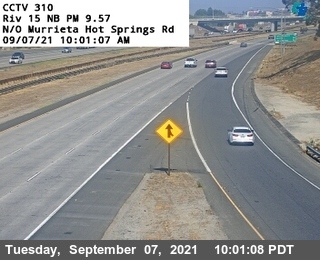 CCTV 310
Riv 15 NB PM 9.57
N/O Murrieta Hot Springs Rd
09/07/21 10:01:07 AM
Tuesday, September 07, 2021 10:01:08 PDT